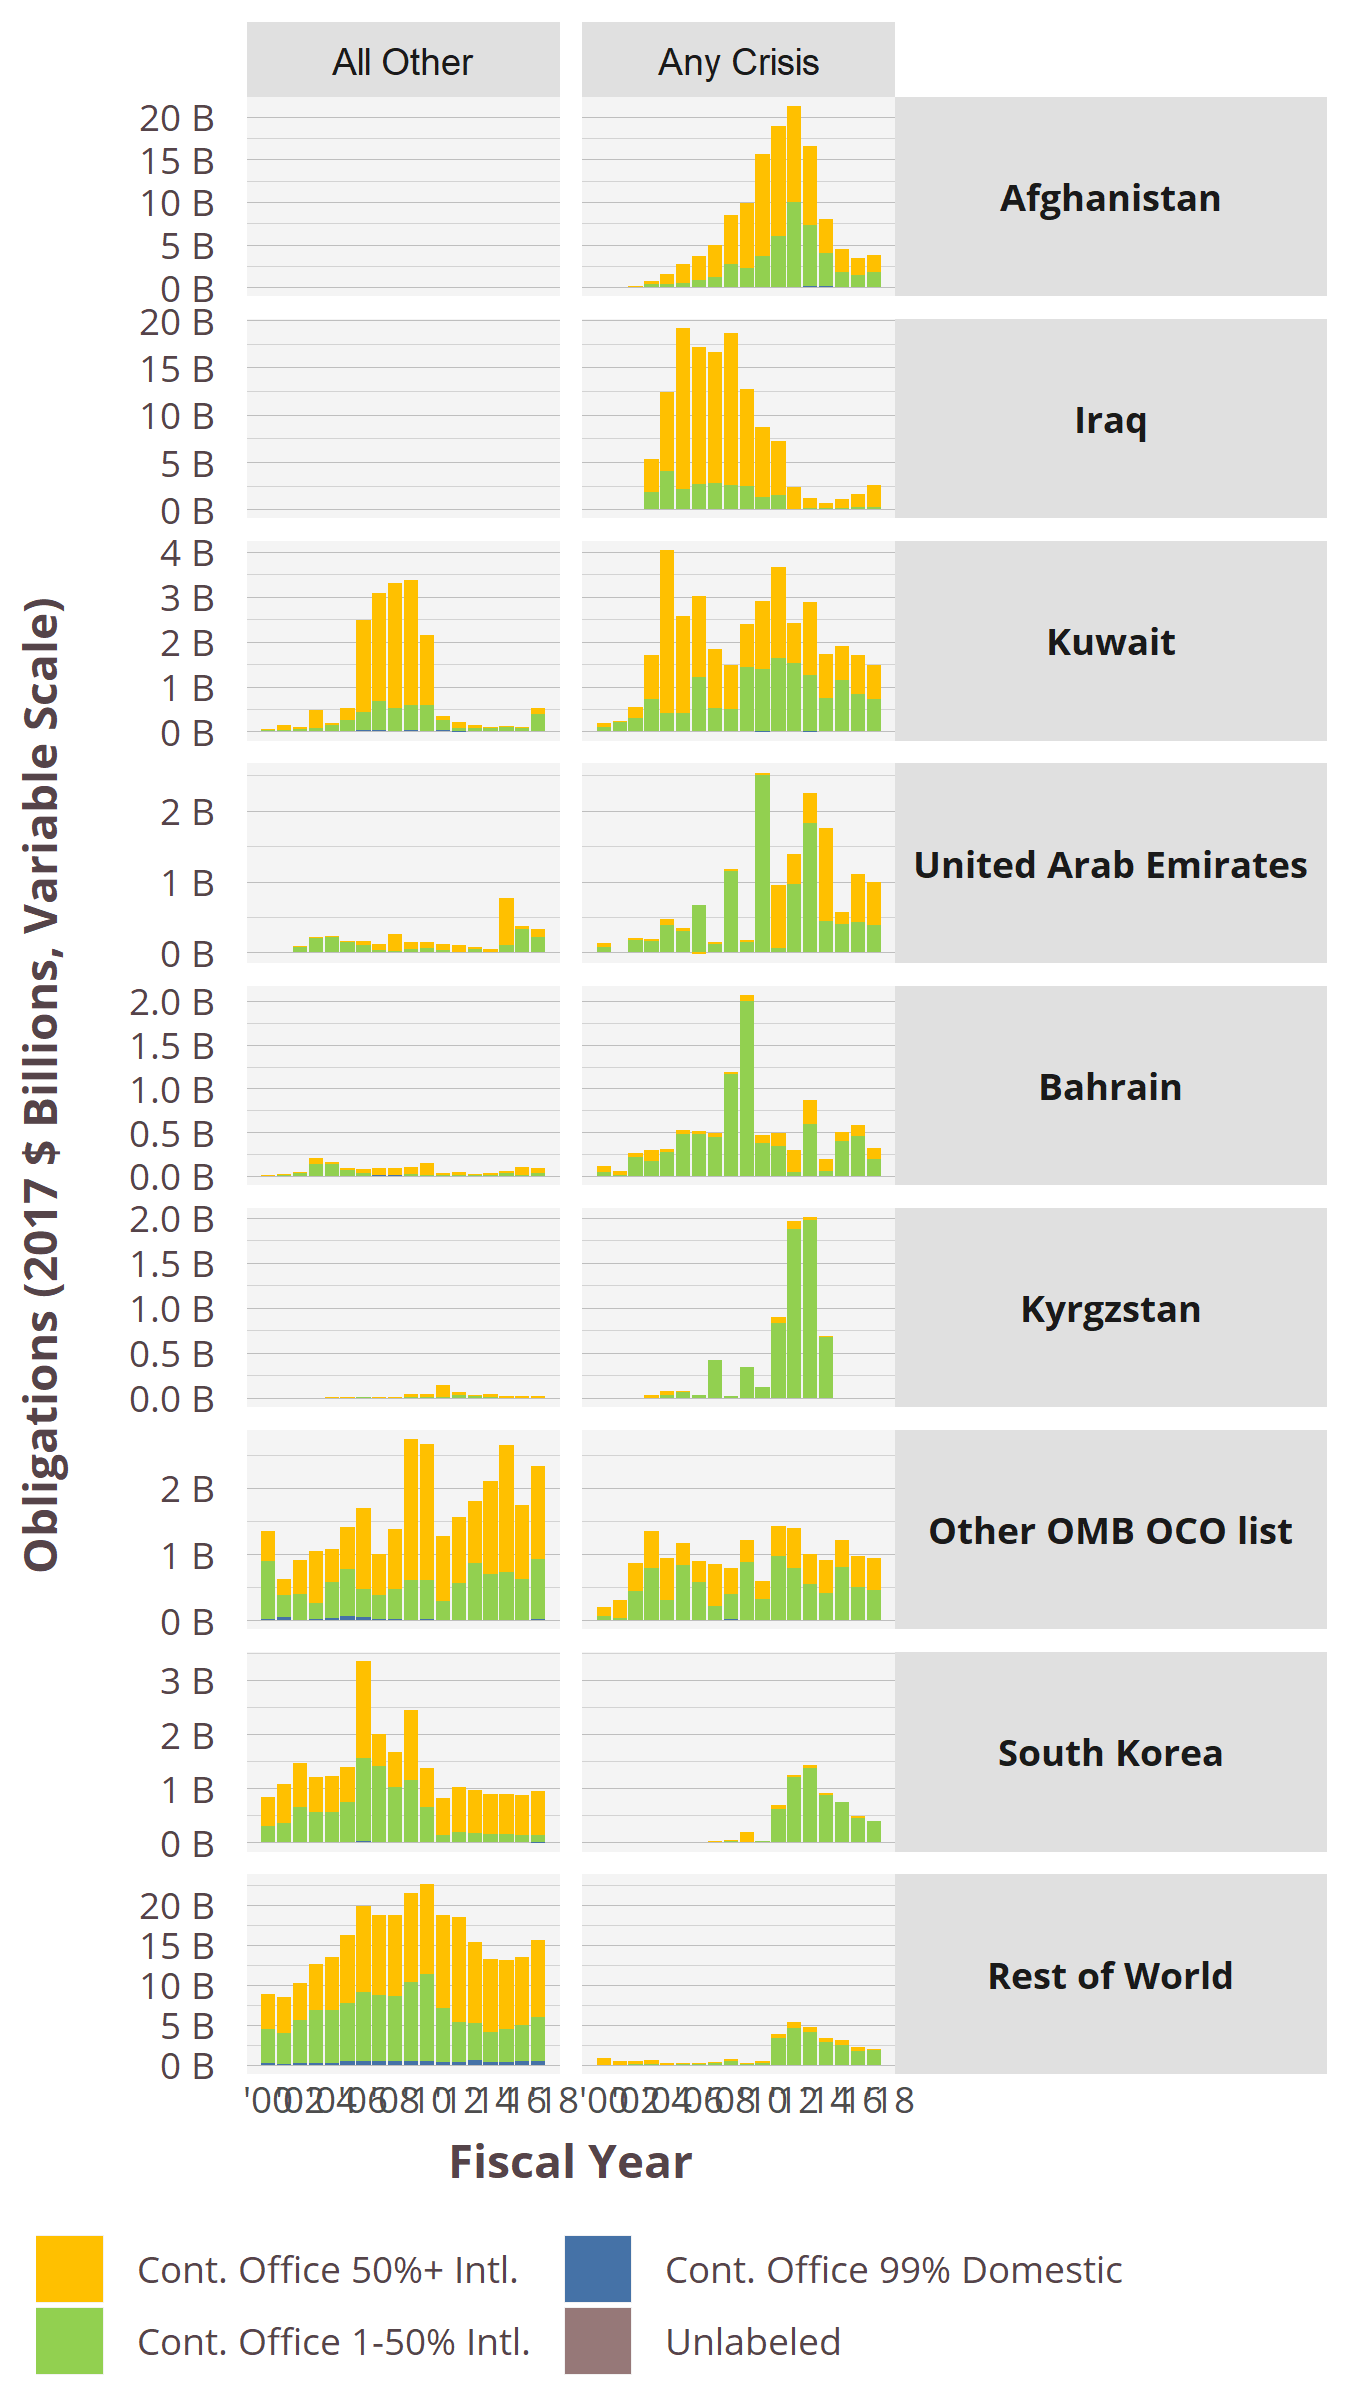 All Other
Any Crisis
20 B
15 B
10 B
5 B
0 B
Afghanistan
20 B
15 B
10 B
5 B
0 B
Iraq
4 B
3 B
2 B
1 B
0 B
Kuwait
2 B
1 B
0 B
United Arab Emirates
2.0 B
1.5 B
1.0 B
0.5 B
0.0 B
Bahrain
2.0 B
1.5 B
1.0 B
0.5 B
0.0 B
Kyrgzstan
2 B
1 B
0 B
Other OMB OCO list
3 B
2 B
1 B
0 B
South Korea
20 B
15 B
10 B
5 B
0 B
Rest of World
Obligations (2017 $ Billions, Variable Scale)
'00 '02 '04 '06 '08 '10 '12 '14 '16 '18
'00 '02 '04 '06 '08 '10 '12 '14 '16 '18
Fiscal Year
Cont. Office 50%+ Intl.
Cont. Office 99% Domestic
Cont. Office 1-50% Intl.
Unlabeled